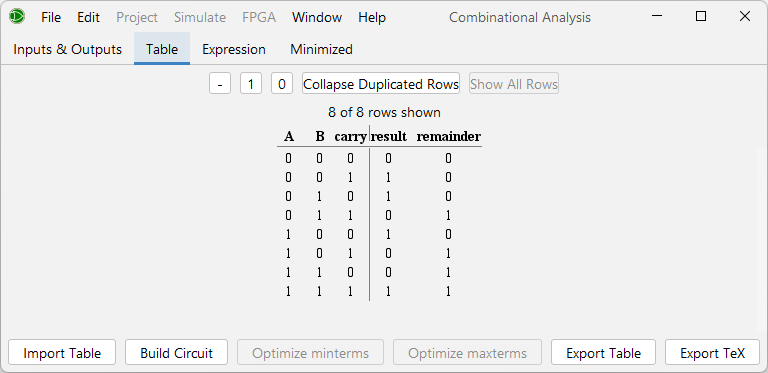 File Edit Project Simulate FPGA Window Help Combinational Analysis
Inputs & Outputs Table Expression Minimized
- 1 0 Collapse Duplicated Rows Show All Rows
8 of 8 rows shown
A B carry result remainder
0 0 0 0 0
0 0 1 1 0
0 1 0 1 0
0 1 1 0 1
1 0 0 1 0
1 0 1 0 1
1 1 0 0 1
1 1 1 1 1
Import Table Build Circuit Optimize minterms Optimize maxterms Export Table Export TeX